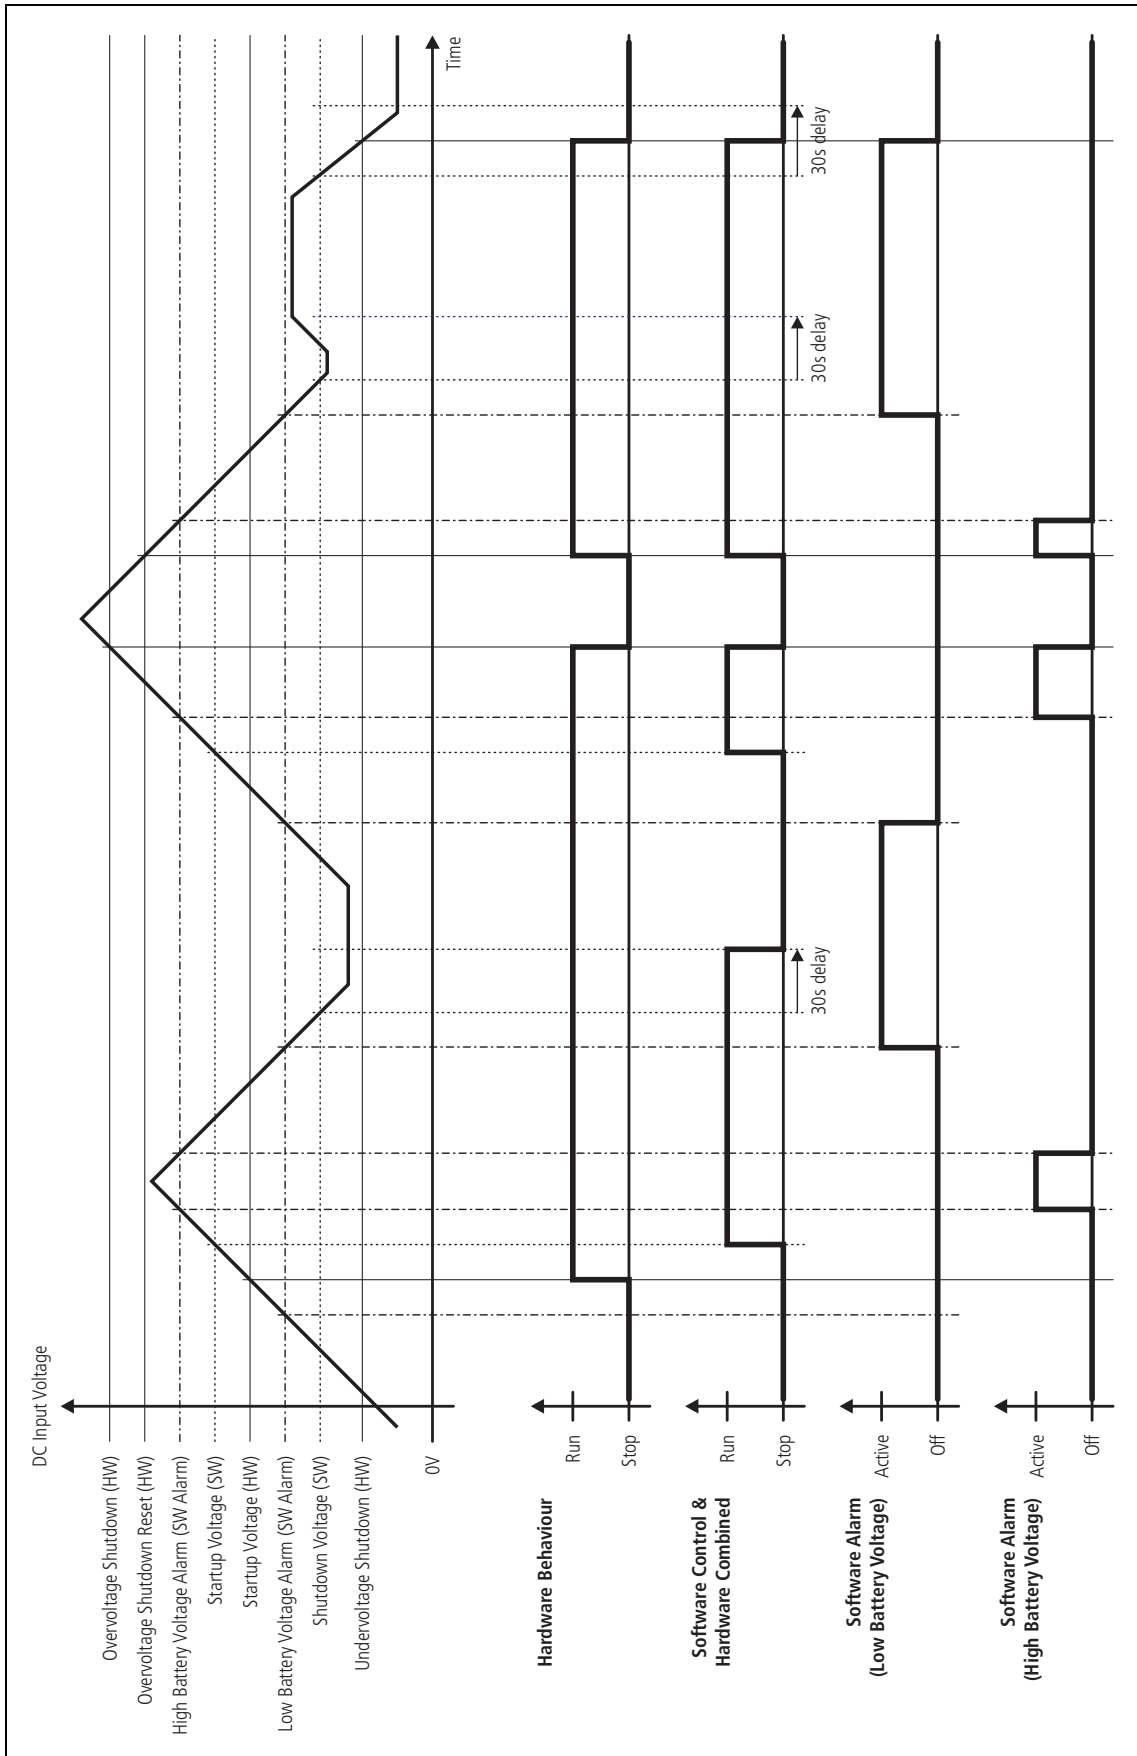 DC Input Voltage
Overvoltage Shutdown (HW)
Overvoltage Shutdown Reset (HW)
High Battery Voltage Alarm (SW Alarm)
Startup Voltage (SW)
Startup Voltage (HW)
Low Battery Voltage Alarm (SW Alarm)
Shutdown Voltage (SW)
Undervoltage Shutdown (HW)
0V
Time
Hardware Behaviour
Run
Stop
Software Control &
Hardware Combined
Run
Stop
30s delay
30s delay
30s delay
Software Alarm
(Low Battery Voltage)
Active
Off
Software Alarm
(High Battery Voltage)
Active
Off